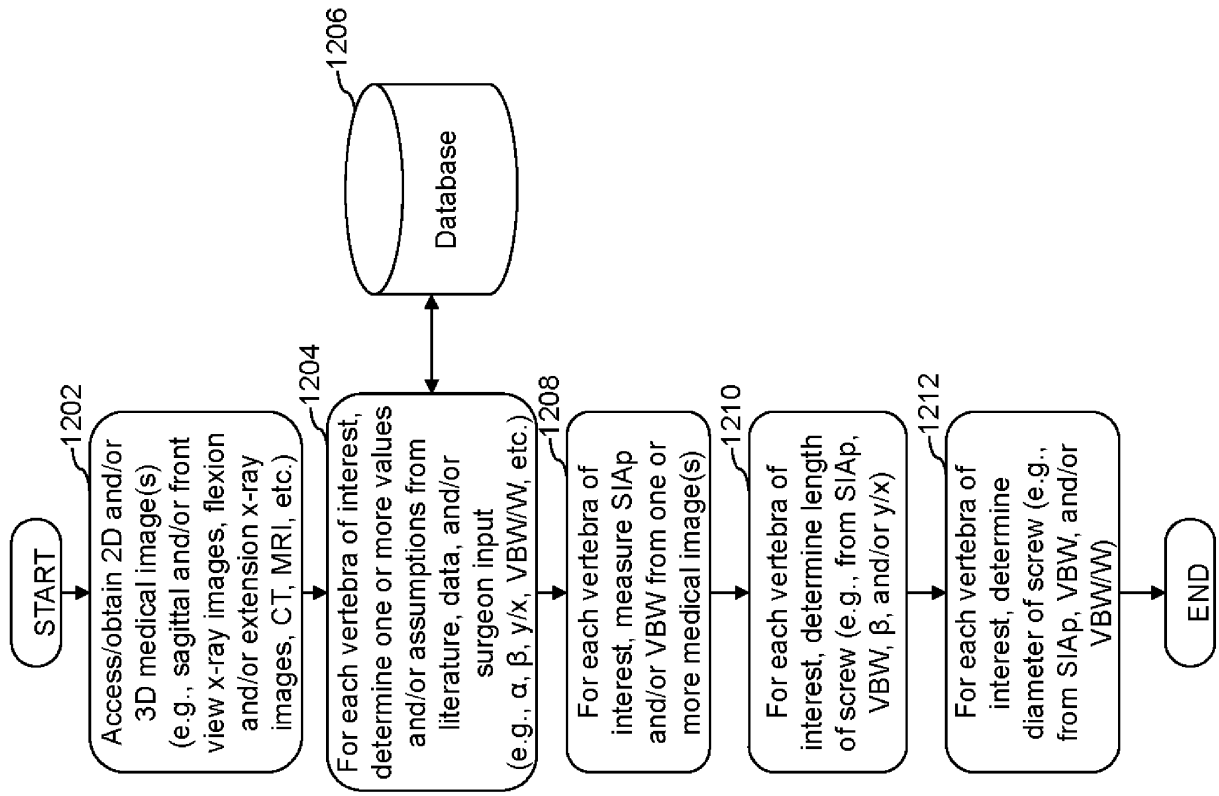 START
1202
Access/obtain 2D and/or
3D medical image(s)
(e.g., sagittal and/or front
view x-ray images, flexion
and/or extension x-ray
images, CT, MRI, etc.)
1204
For each vertebra of interest,
determine one or more values
and/or assumptions from
literature, data, and/or
surgeon input
(e.g., α, β, y/x, VBW/W, etc.)
1206
Database
1208
For each vertebra of
interest, measure SIAp
and/or VBW from one or
more medical image(s)
1210
For each vertebra of
interest, determine length
of screw (e.g., from SIAp,
VBW, β, and/or y/x)
1212
For each vertebra of
interest, determine
diameter of screw (e.g.,
from SIAp, VBW, and/or
VBW/W)
END